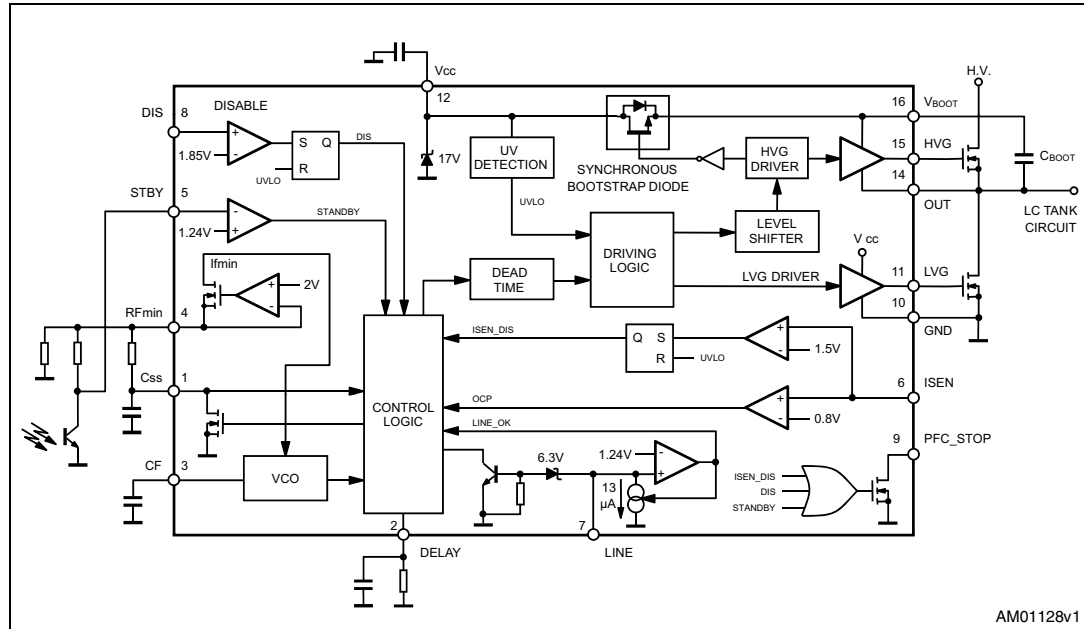 Vcc
H.V.
12
DIS
8
DISABLE
16
VBOOT
+
-
1.85V
S
Q
R
DIS
UVLO
17V
UV
DETECTION
SYNCHRONOUS
BOOTSTRAP DIODE
HVG
DRIVER
15
HVG
CBOOT
14
OUT
STBY
5
-
+
1.24V
STANDBY
UVLO
LEVEL
SHIFTER
LC TANK
CIRCUIT
DRIVING
LOGIC
V cc
Ifmin
+
-
2V
DEAD
TIME
LVG DRIVER
11
LVG
RFmin
4
10
GND
ISEN_DIS
Q
S
R
UVLO
+
-
1.5V
Css
1
6
ISEN
CONTROL
LOGIC
OCP
+
-
0.8V
LINE_OK
9
PFC_STOP
CF
3
VCO
6.3V
1.24V
-
+
13
µA
ISEN_DIS
DIS
STANDBY
2
DELAY
7
LINE
AM01128v1